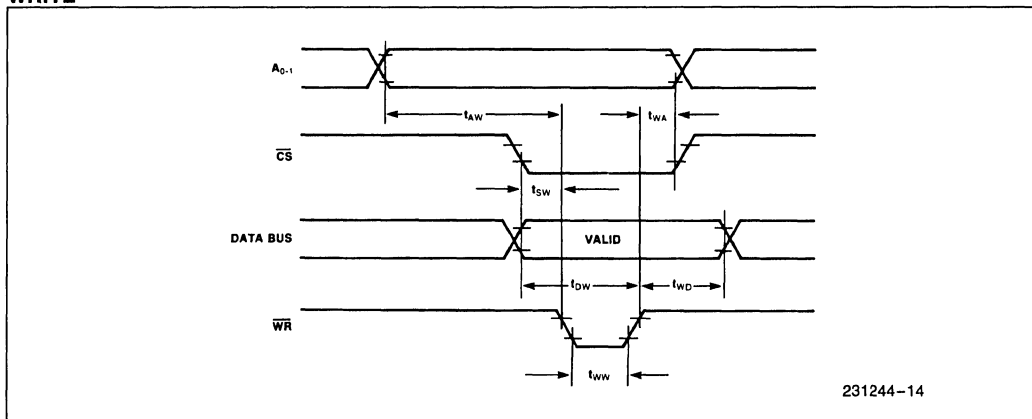 WRITE
A0-1
tAW
tWA
CS
tSW
DATA BUS
VALID
tDW
tWD
WR
tWW
231244-14